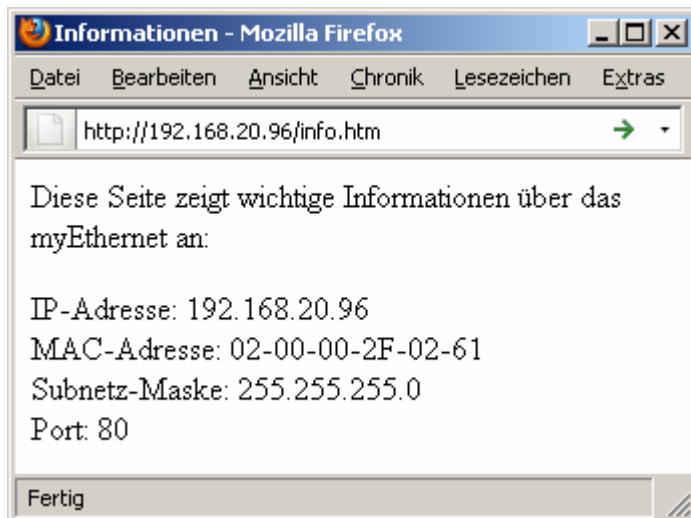 Informationen - Mozilla Firefox
Datei Bearbeiten Ansicht Chronik Lesezeichen Extras
http://192.168.20.96/info.htm
Diese Seite zeigt wichtige Informationen über das
myEthernet an:
IP-Adresse: 192.168.20.96
MAC-Adresse: 02-00-00-2F-02-61
Subnetz-Maske: 255.255.255.0
Port: 80
Fertig